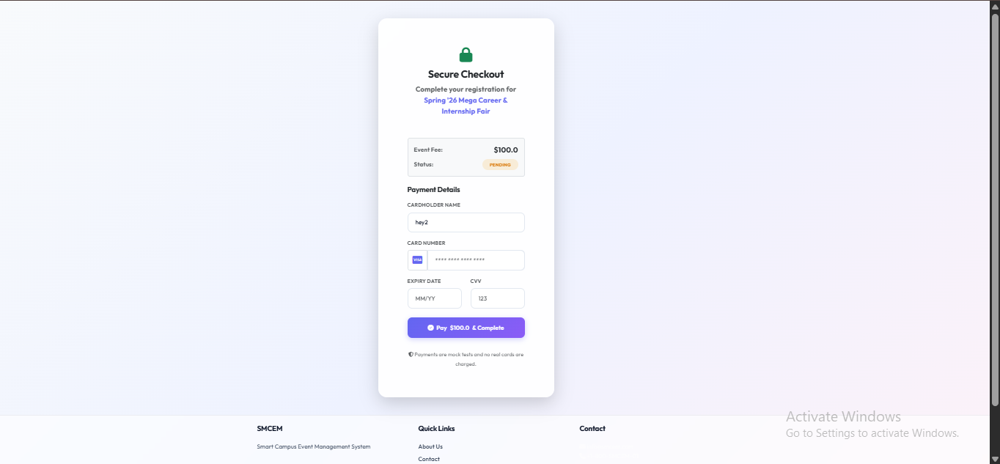 Secure Checkout
Complete your registration for
Spring '26 Mega Career &
Internship Fair
Event Fee: $100.0
Status: PENDING
Payment Details
CARDHOLDER NAME
hey2
CARD NUMBER
VISA
**** **** **** ****
EXPIRY DATE CVV
MM/YY 123
Pay $100.0 & Complete
Payments are mock tests and no real cards are
charged.
SMCEM Quick Links Contact
Smart Campus Event Management System About Us
Contact
Activate Windows
Go to Settings to activate Windows.